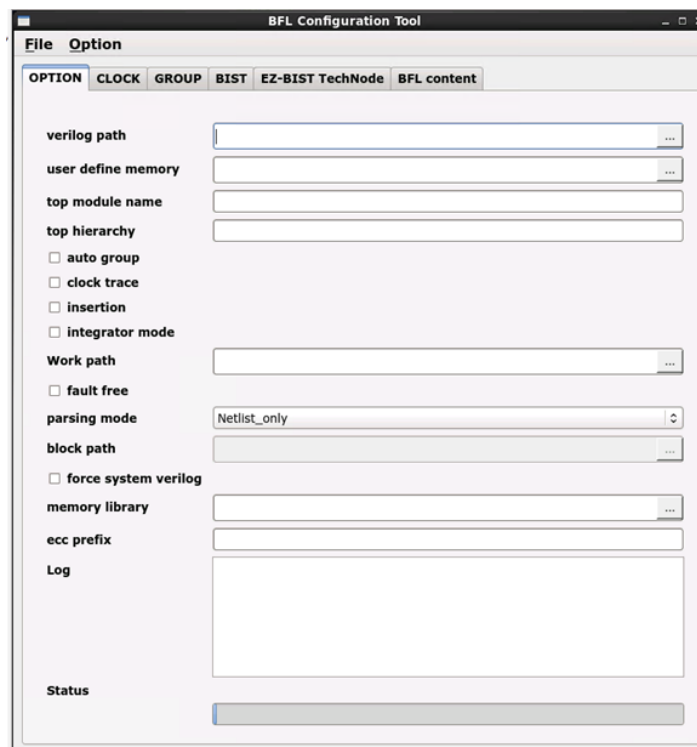 BFL Configuration Tool
File Option
OPTION CLOCK GROUP BIST EZ-BIST TechNode BFL content
verilog path ...
user define memory ...
top module name
top hierarchy
auto group
clock trace
insertion
integrator mode
Work path ...
fault free
parsing mode Netlist_only
block path ...
force system verilog
memory library ...
ecc prefix
Log
Status